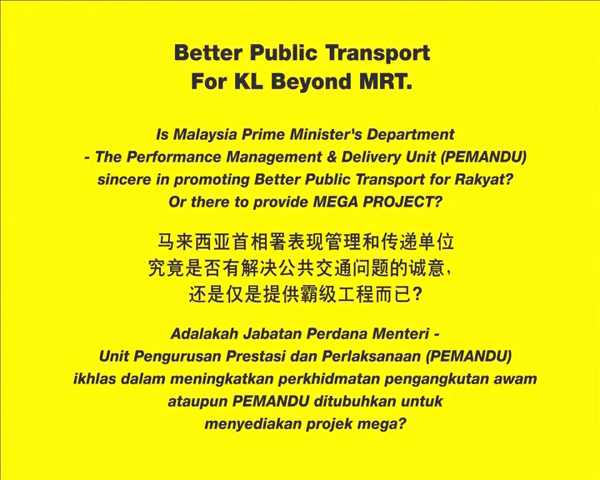 Better Public Transport
For KL Beyond MRT.
Is Malaysia Prime Minister's Department
- The Performance Management & Delivery Unit (PEMANDU)
sincere in promoting Better Public Transport for Rakyat?
Or there to provide MEGA PROJECT?
马来西亚首相署表现管理和传递单位
究竟是否有解决公共交通问题的诚意，
还是仅是提供霸级工程而已?
Adalakah Jabatan Perdana Menteri -
Unit Pengurusan Prestasi dan Perlaksanaan (PEMANDU)
ikhlas dalam meningkatkan perkhidmatan pengangkutan awam
ataupun PEMANDU ditubuhkan untuk
menyediakan projek mega?